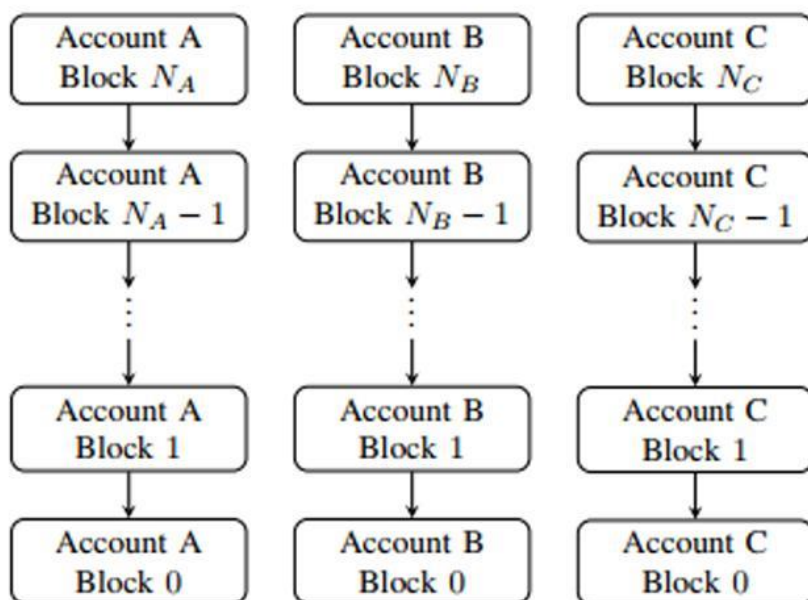 Account A
Block N_A
Account B
Block N_B
Account C
Block N_C
Account A
Block N_A − 1
Account B
Block N_B − 1
Account C
Block N_C − 1
Account A
Block 1
Account B
Block 1
Account C
Block 1
Account A
Block 0
Account B
Block 0
Account C
Block 0